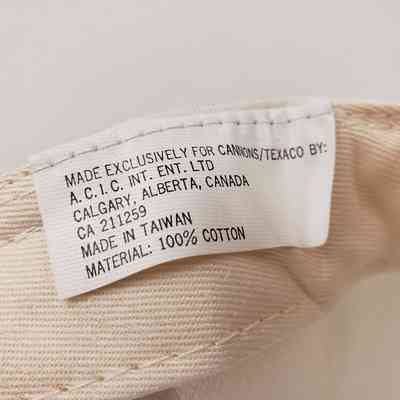 MADE EXCLUSIVELY FOR CANNONS/TEXACO BY:
A.C.I.C. INT. ENT. LTD
CALGARY, ALBERTA, CANADA
CA 211259
MADE IN TAIWAN
MATERIAL: 100% COTTON